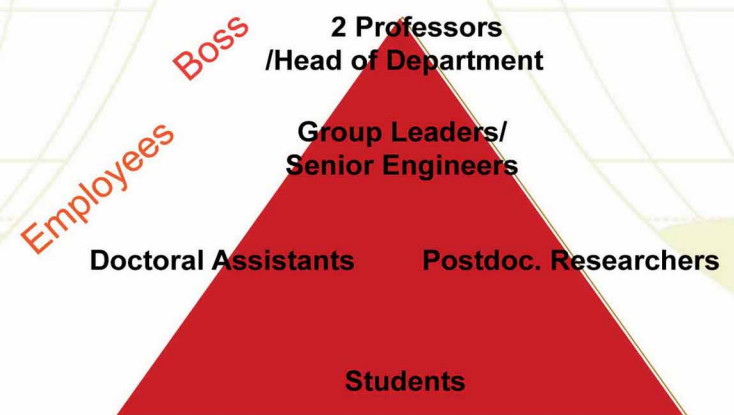 Boss
2 Professors
/Head of Department
Employees
Group Leaders/
Senior Engineers
Doctoral Assistants
Postdoc. Researchers
Students